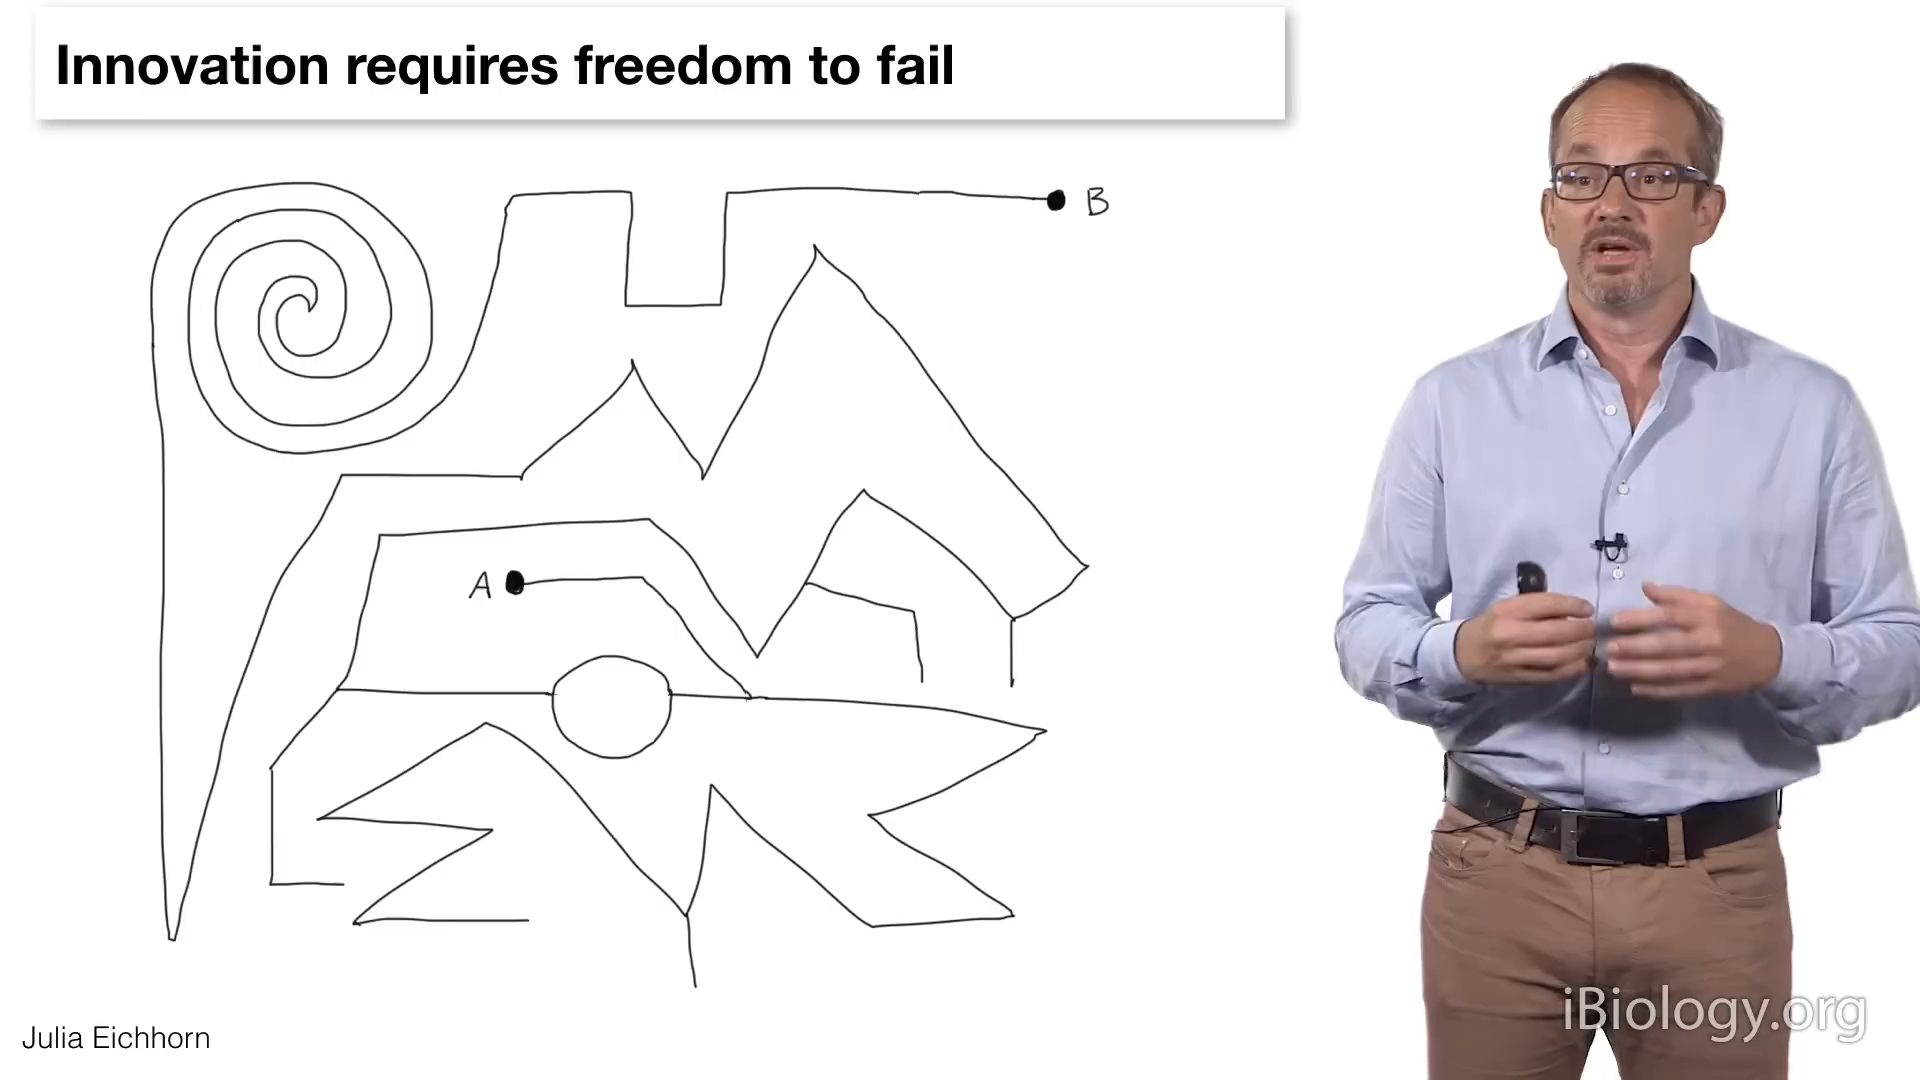 Innovation requires freedom to fail
B
A
Julia Eichhorn
iBiology.org